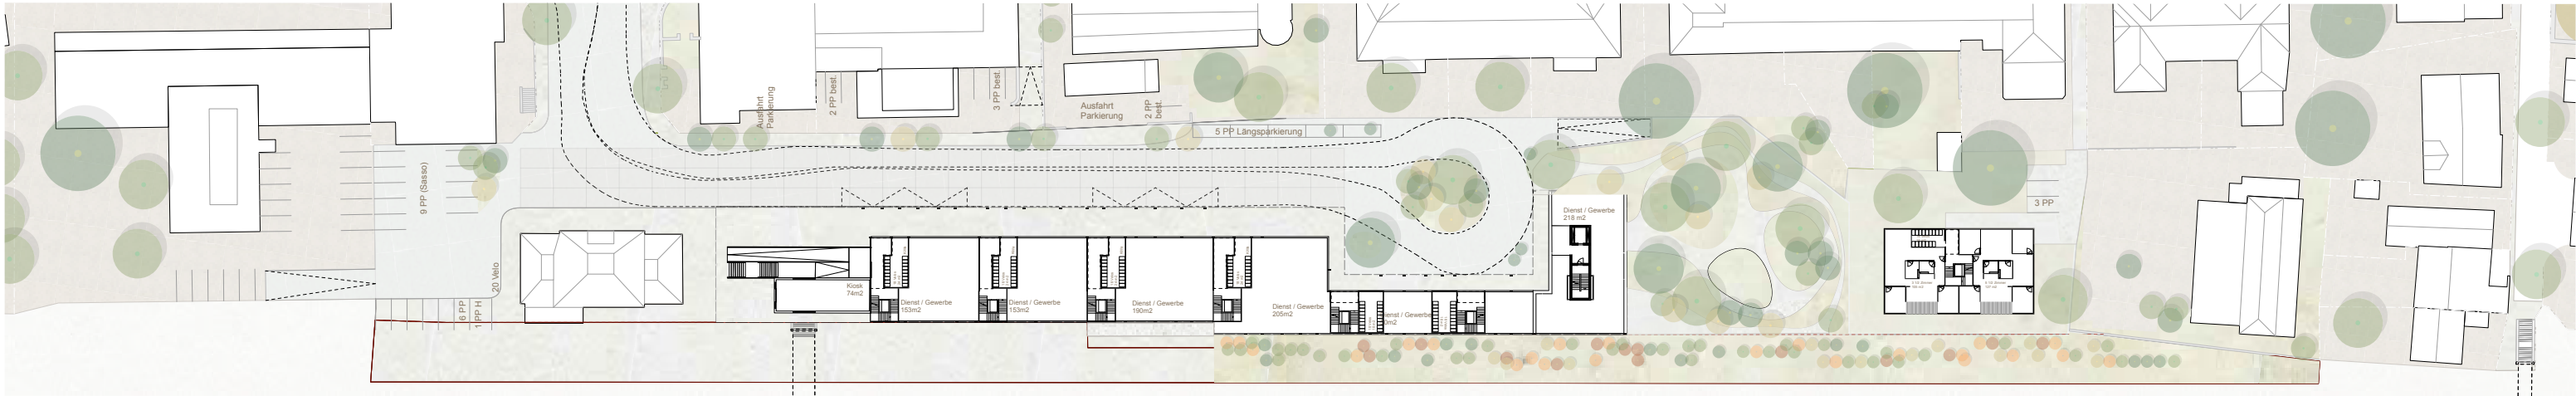 Ausfahrt
Parkierung
2 PP best.
3 PP best.
Ausfahrt
Parkierung
2 PP
best.
5 PP Längsparkierung
9 PP (Sasso)
20 Velo
6 PP
1 PP H
Kiosk
74m2
Dienst / Gewerbe
153m2
Dienst / Gewerbe
153m2
Dienst / Gewerbe
190m2
Dienst / Gewerbe
205m2
Dienst / Gewerbe
218 m2
3 PP